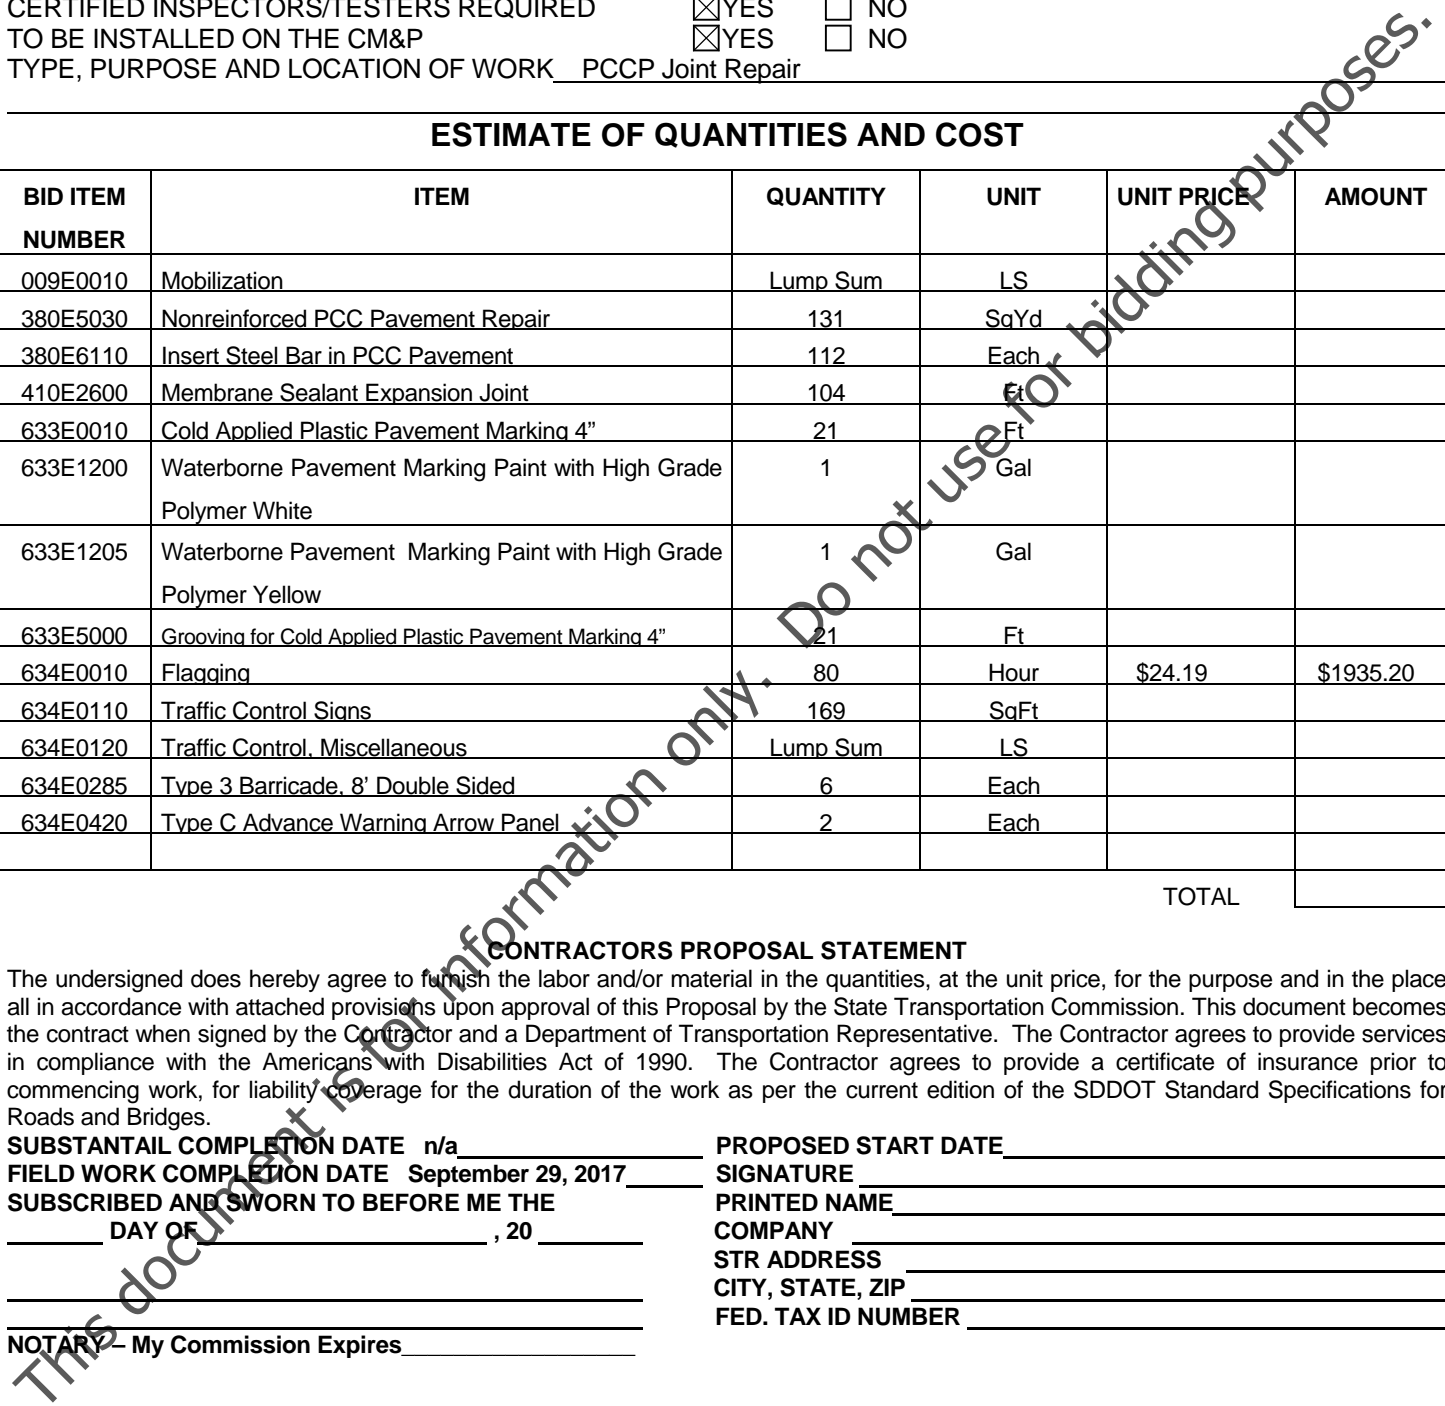 CERTIFIED INSPECTORS/TESTERS REQUIRED ☒YES ☐ NO
TO BE INSTALLED ON THE CM&P ☒YES ☐ NO
TYPE, PURPOSE AND LOCATION OF WORK PCCP Joint Repair
ESTIMATE OF QUANTITIES AND COST
BID ITEM NUMBER ITEM QUANTITY UNIT UNIT PRICE AMOUNT
009E0010 Mobilization Lump Sum LS
380E5030 Nonreinforced PCC Pavement Repair 131 SqYd
380E6110 Insert Steel Bar in PCC Pavement 112 Each
410E2600 Membrane Sealant Expansion Joint 104 Ft
633E0010 Cold Applied Plastic Pavement Marking 4” 21 Ft
633E1200 Waterborne Pavement Marking Paint with High Grade 1 Gal
Polymer White
633E1205 Waterborne Pavement Marking Paint with High Grade 1 Gal
Polymer Yellow
633E5000 Grooving for Cold Applied Plastic Pavement Marking 4” 21 Ft
634E0010 Flagging 80 Hour $24.19 $1935.20
634E0110 Traffic Control Signs 169 SqFt
634E0120 Traffic Control, Miscellaneous Lump Sum LS
634E0285 Type 3 Barricade, 8’ Double Sided 6 Each
634E0420 Type C Advance Warning Arrow Panel 2 Each
TOTAL
CONTRACTORS PROPOSAL STATEMENT
The undersigned does hereby agree to furnish the labor and/or material in the quantities, at the unit price, for the purpose and in the place
all in accordance with attached provisions upon approval of this Proposal by the State Transportation Commission. This document becomes
the contract when signed by the Contractor and a Department of Transportation Representative. The Contractor agrees to provide services
in compliance with the Americans with Disabilities Act of 1990. The Contractor agrees to provide a certificate of insurance prior to
commencing work, for liability coverage for the duration of the work as per the current edition of the SDDOT Standard Specifications for
Roads and Bridges.
SUBSTANTAIL COMPLETION DATE n/a PROPOSED START DATE
FIELD WORK COMPLETION DATE September 29, 2017 SIGNATURE
SUBSCRIBED AND SWORN TO BEFORE ME THE PRINTED NAME
DAY OF , 20 COMPANY
STR ADDRESS
CITY, STATE, ZIP
FED. TAX ID NUMBER
NOTARY – My Commission Expires
This document is for information only. Do not use for bidding purposes.